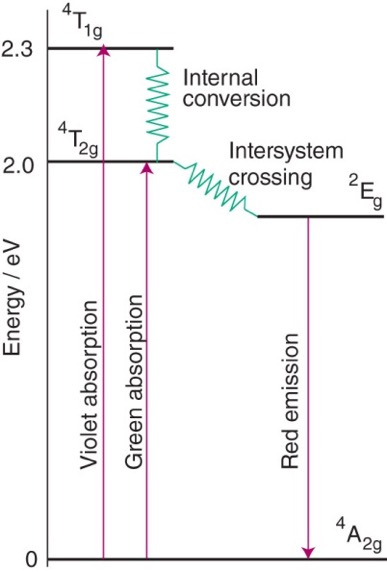 ⁴T₁g
2.3
Internal
conversion
⁴T₂g
2.0
Intersystem
crossing
²Eg
Energy / eV
Violet absorption
Green absorption
Red emission
⁴A₂g
0